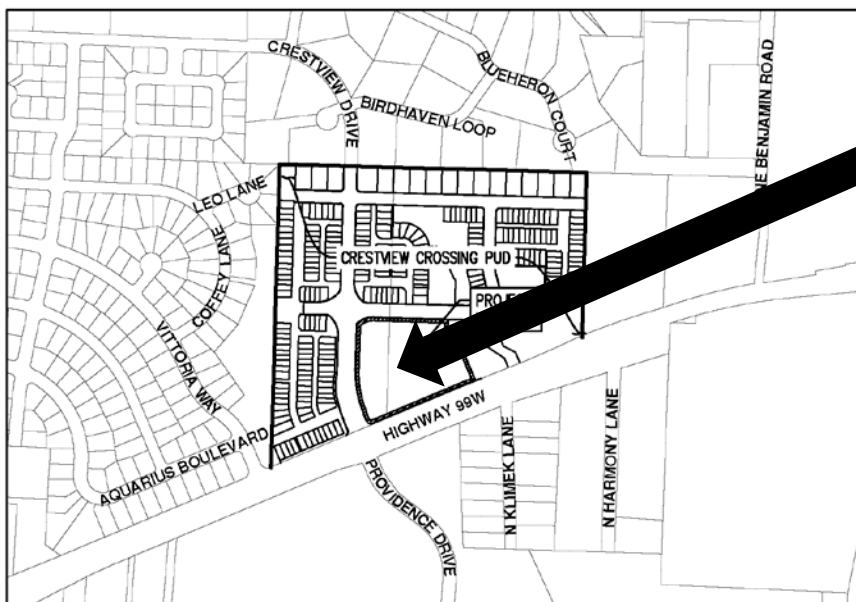 CRESTVIEW DRIVE
BLUEHERON COURT
BIRDHAVEN LOOP
BENJAMIN ROAD
LEO LANE
COFFEY LANE
CRESTVIEW CROSSING PUD
VITTORIA WAY
HIGHWAY 99W
AQUARIUS BOULEVARD
PROVIDENCE DRIVE
N KLIMEK LANE
N HARMONY LANE